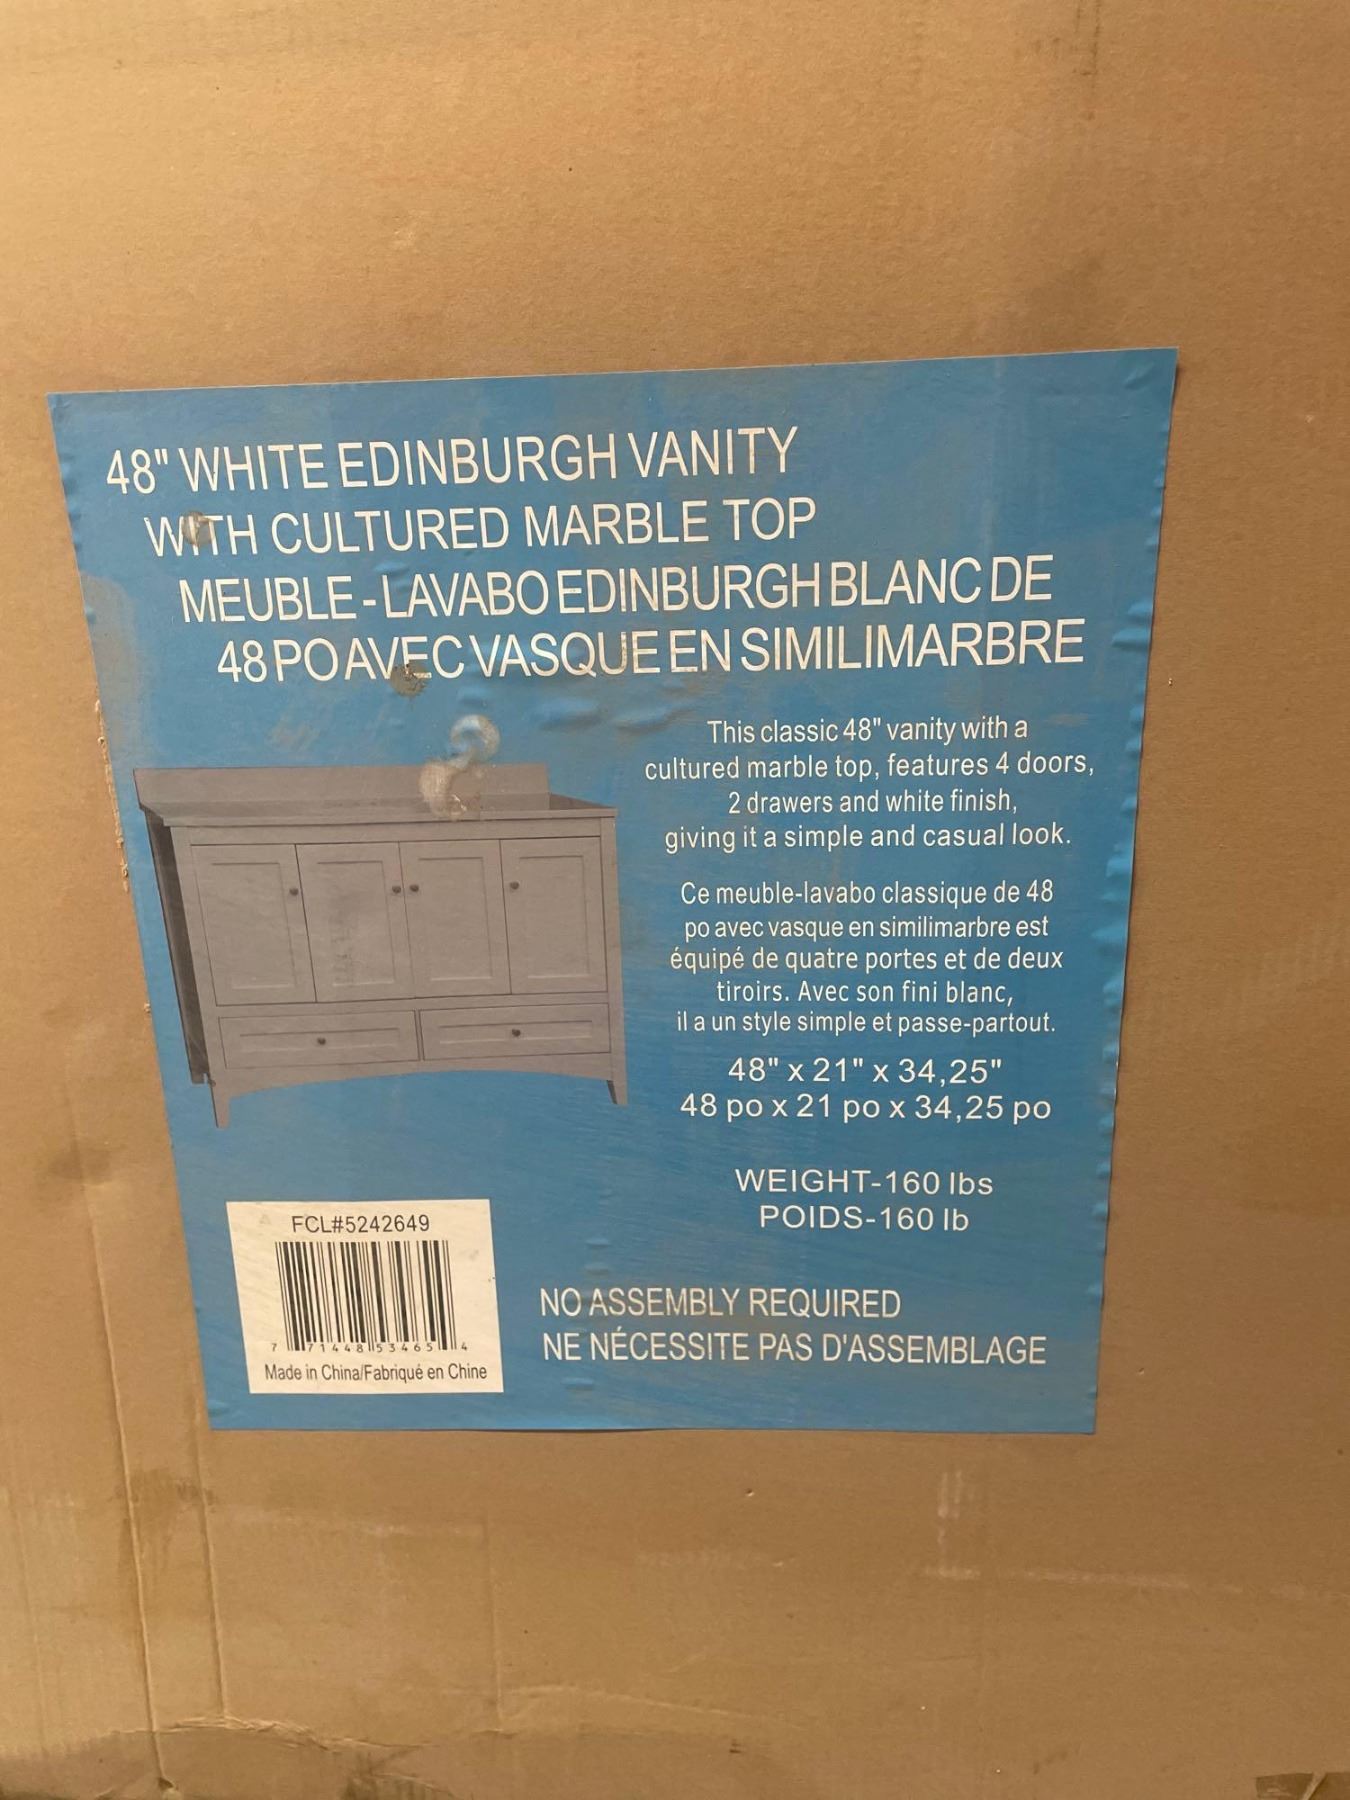 48" WHITE EDINBURGH VANITY
WITH CULTURED MARBLE TOP
MEUBLE-LAVABO EDINBURGH BLANC DE
48 PO AVEC VASQUE EN SIMILIMARBRE
This classic 48" vanity with a
cultured marble top, features 4 doors,
2 drawers and white finish,
giving it a simple and casual look.
Ce meuble-lavabo classique de 48
po avec vasque en similimarbre est
équipé de quatre portes et de deux
tiroirs. Avec son fini blanc,
il a un style simple et passe-partout.
48" x 21" x 34,25"
48 po x 21 po x 34,25 po
WEIGHT-160 lbs
POIDS-160 lb
FCL#5242649
7 71448 53465 4
Made in China/Fabriqué en Chine
NO ASSEMBLY REQUIRED
NE NÉCESSITE PAS D'ASSEMBLAGE